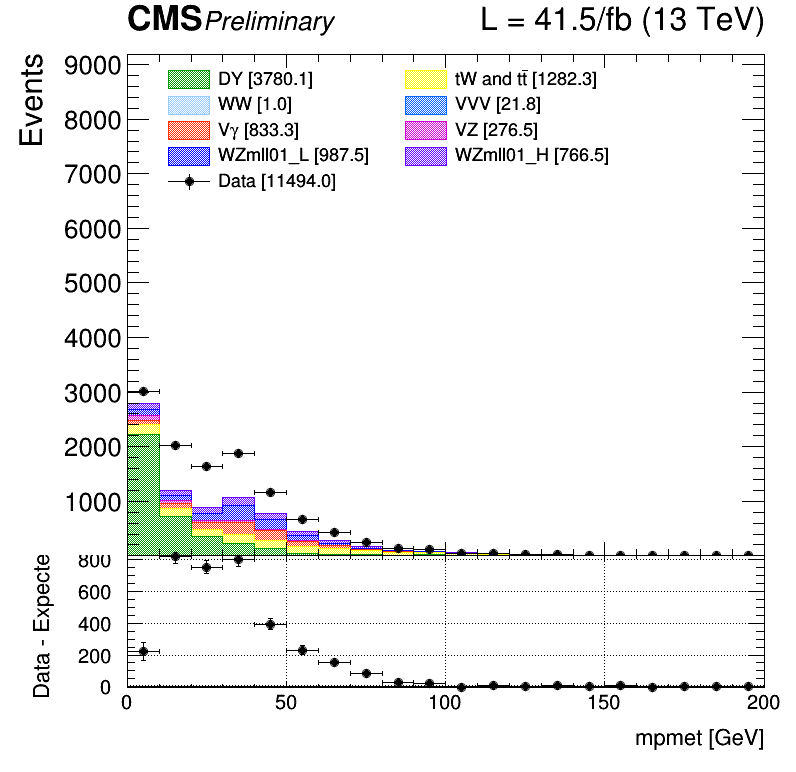 CMS Preliminary L = 41.5/fb (13 TeV)
Events
9000
8000
7000
6000
5000
4000
3000
2000
1000
DY [3780.1]
tW and tt̄ [1282.3]
WW [1.0]
VVV [21.8]
Vγ [833.3]
VZ [276.5]
WZmll01_L [987.5]
WZmll01_H [766.5]
Data [11494.0]
Data - Expecte
800
600
400
200
0
0 50 100 150 200
mpmet [GeV]